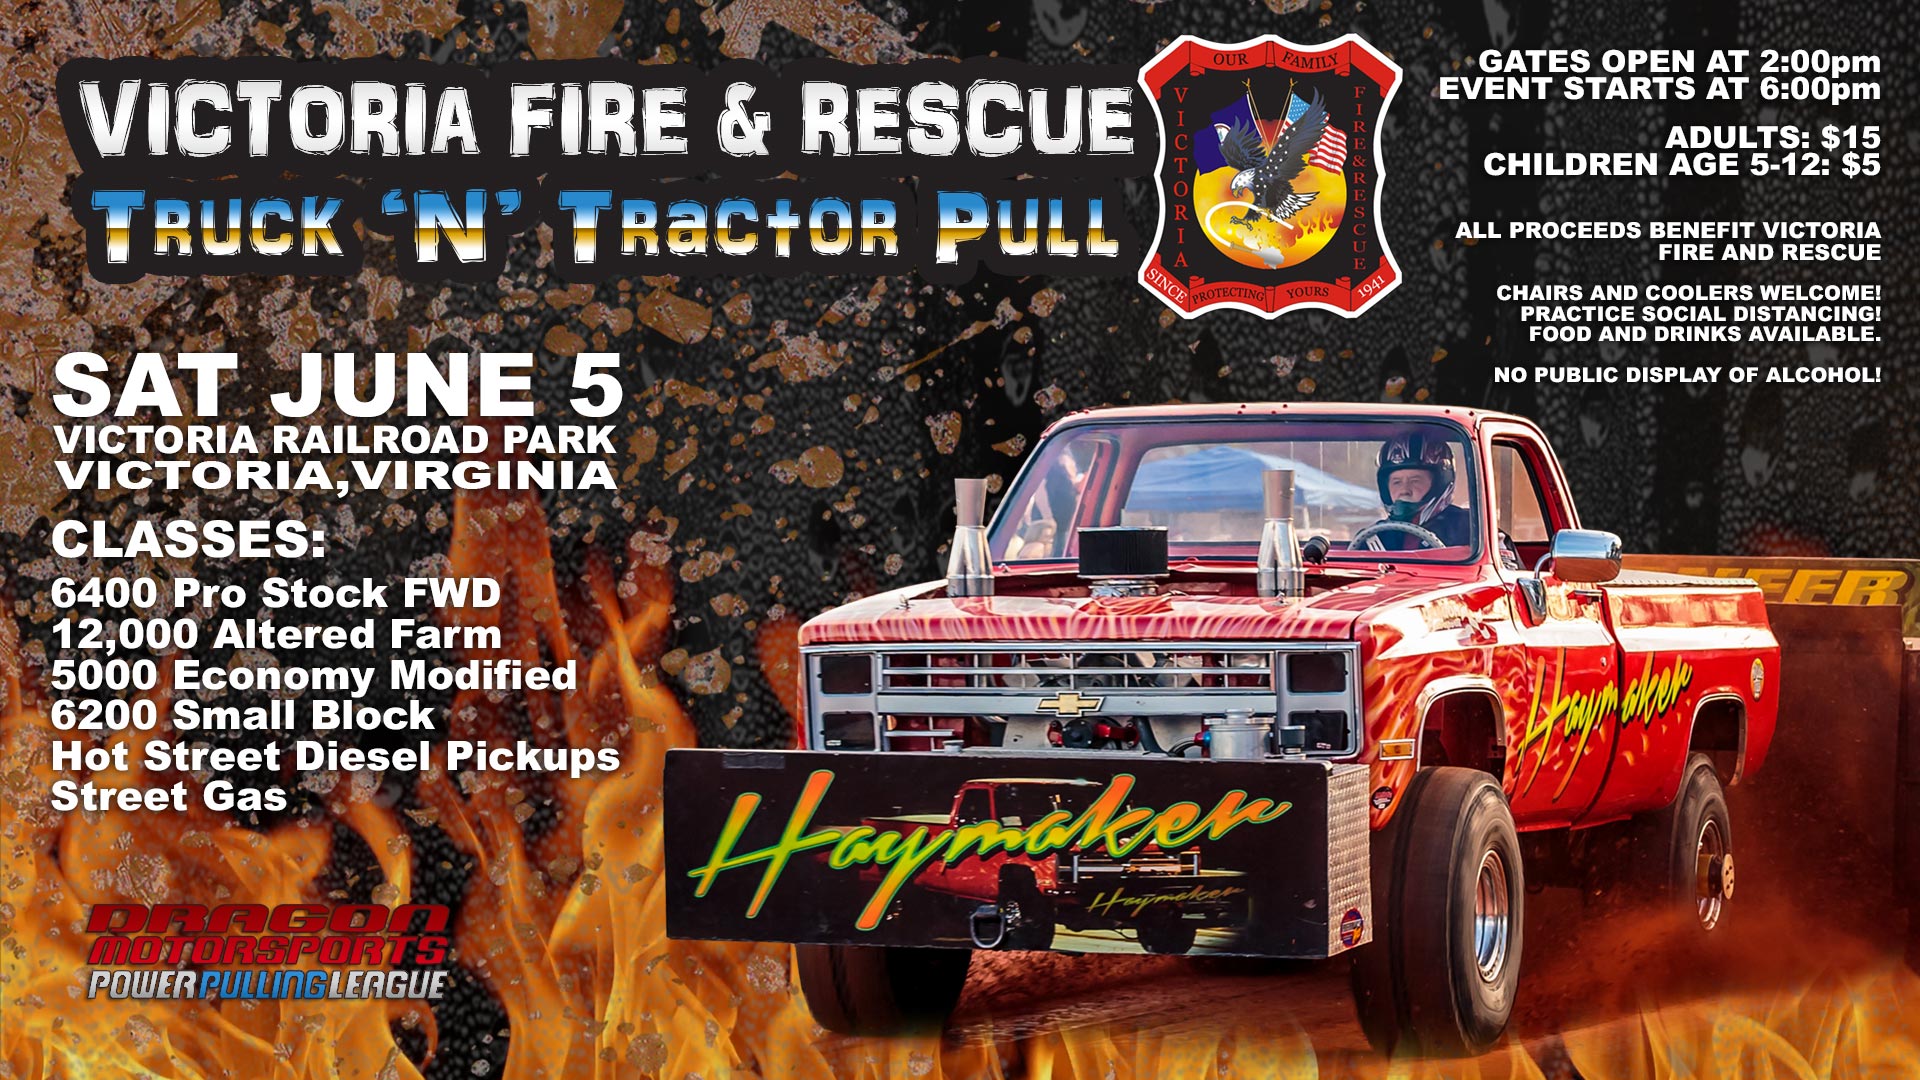 VICTORIA FIRE & RESCUE
TRUCK ‘N’ TRACTOR PULL
OUR FAMILY
VICTORIA
FIRE & RESCUE
SINCE
PROTECTING YOURS
1941
GATES OPEN AT 2:00pm
EVENT STARTS AT 6:00pm
ADULTS: $15
CHILDREN AGE 5-12: $5
ALL PROCEEDS BENEFIT VICTORIA
FIRE AND RESCUE
CHAIRS AND COOLERS WELCOME!
PRACTICE SOCIAL DISTANCING!
FOOD AND DRINKS AVAILABLE.
NO PUBLIC DISPLAY OF ALCOHOL!
SAT JUNE 5
VICTORIA RAILROAD PARK
VICTORIA,VIRGINIA
CLASSES:
6400 Pro Stock FWD
12,000 Altered Farm
5000 Economy Modified
6200 Small Block
Hot Street Diesel Pickups
Street Gas
Haymaker
Haymaker
Haymaker
DRAGON
MOTORSPORTS
POWERPULLINGLEAGUE